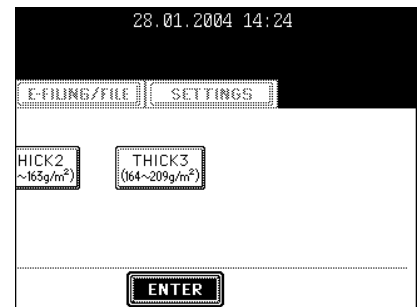 28.01.2004 14:24
E-FILING/FILE SETTINGS
HICK2 THICK3
~163g/m²) (164~209g/m²)
ENTER